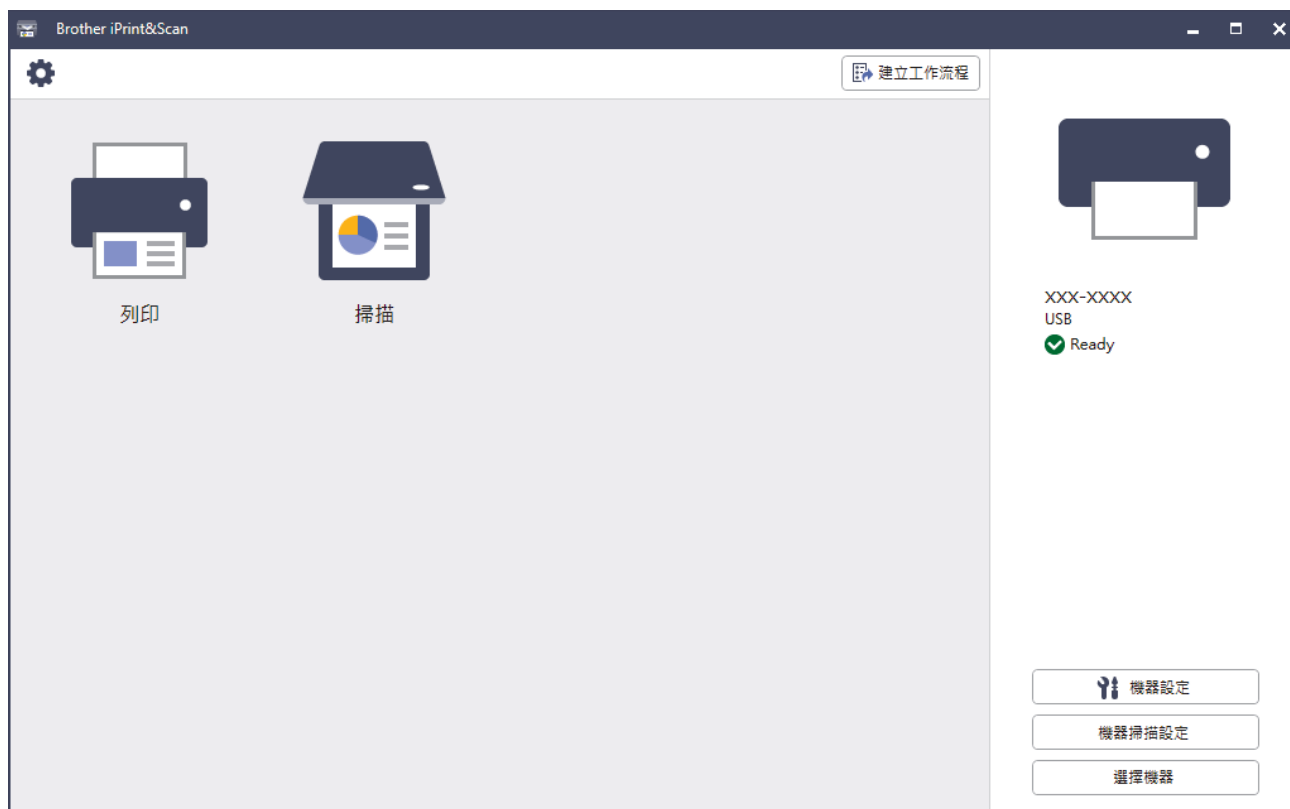 Brother iPrint&Scan
建立工作流程
列印
掃描
XXX-XXXX
USB
Ready
機器設定
機器掃描設定
選擇機器